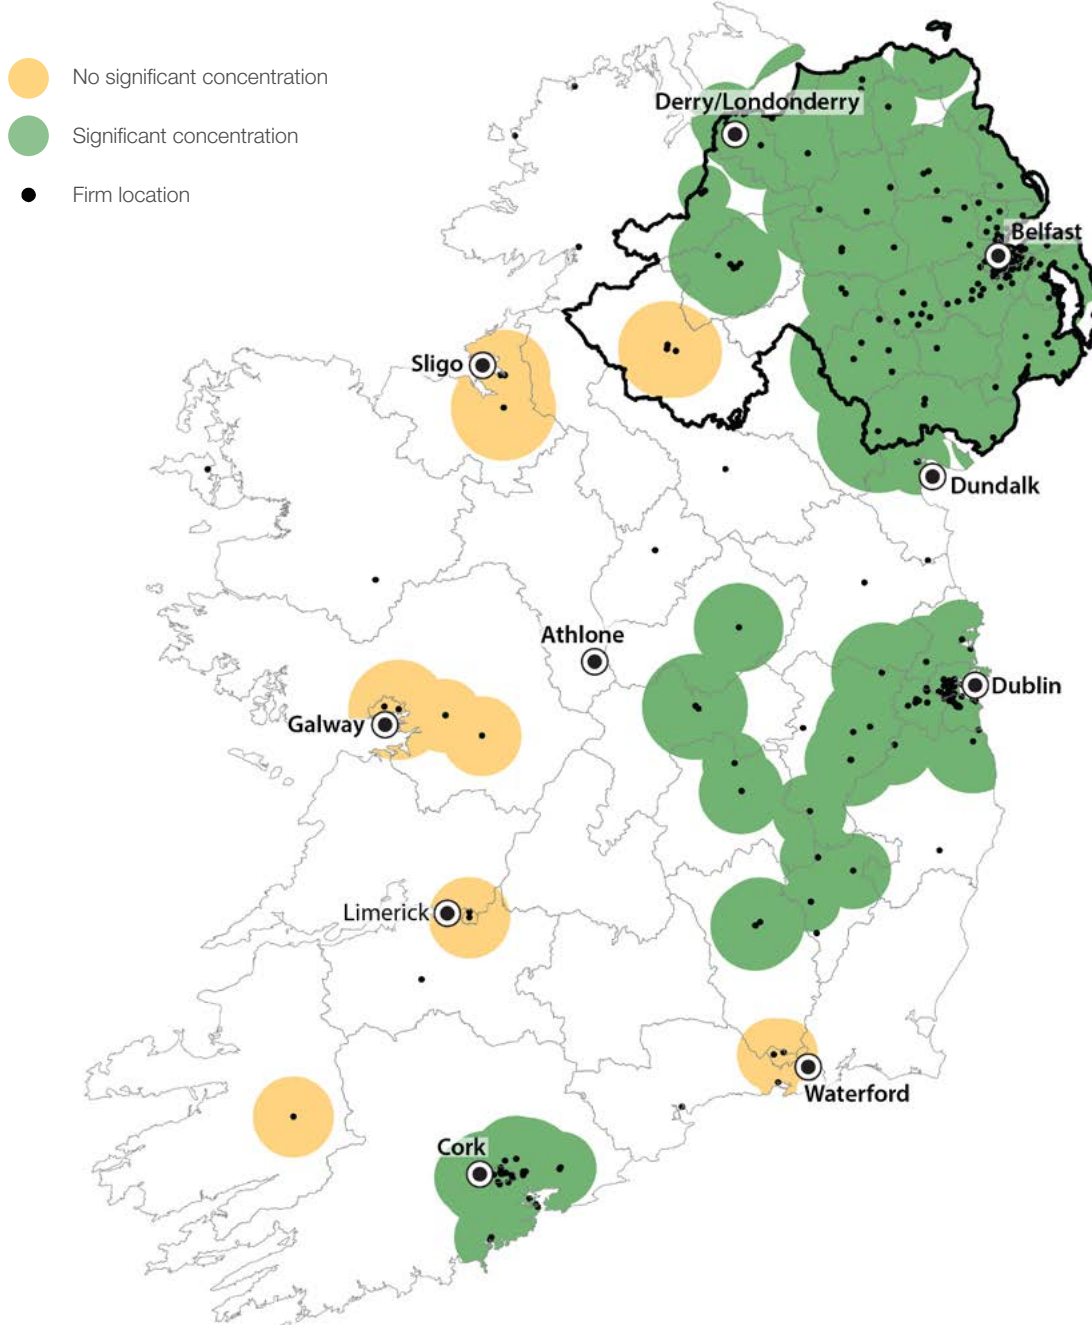 No significant concentration
Significant concentration
Firm location
Derry/Londonderry
Belfast
Sligo
Dundalk
Athlone
Dublin
Galway
Limerick
Waterford
Cork